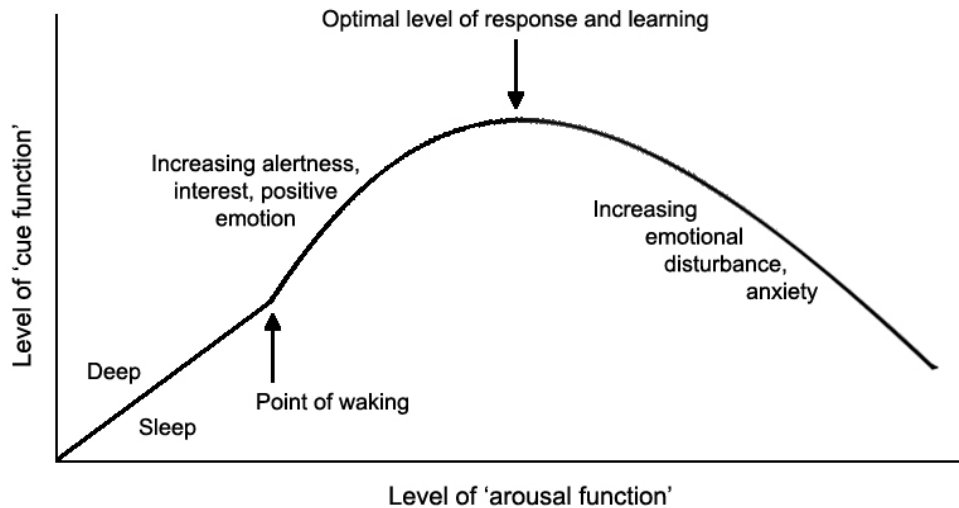 Optimal level of response and learning
Increasing alertness,
interest, positive
emotion
Increasing
emotional
disturbance,
anxiety
Level of ‘cue function’
Deep
Sleep
Point of waking
Level of ‘arousal function’